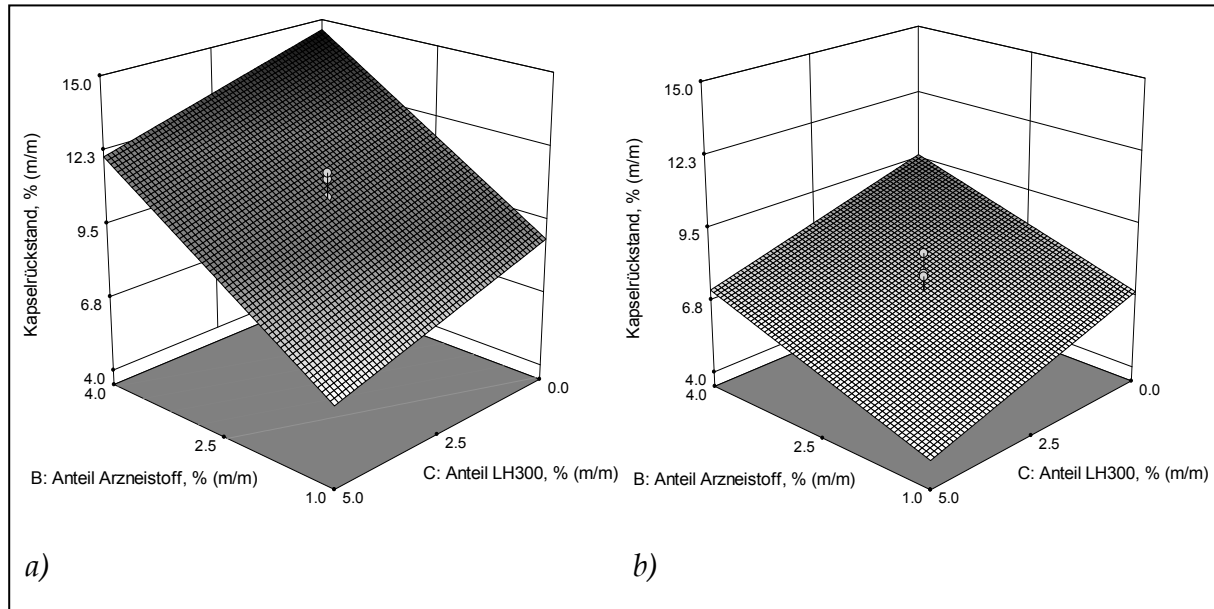 15.0
12.3
9.5
6.8
4.0
Kapselrückstand, % (m/m)
4.0
2.5
1.0
B: Anteil Arzneistoff, % (m/m)
5.0
2.5
0.0
C: Anteil LH300, % (m/m)
a)
15.0
12.3
9.5
6.8
4.0
Kapselrückstand, % (m/m)
4.0
2.5
1.0
B: Anteil Arzneistoff, % (m/m)
5.0
2.5
0.0
C: Anteil LH300, % (m/m)
b)